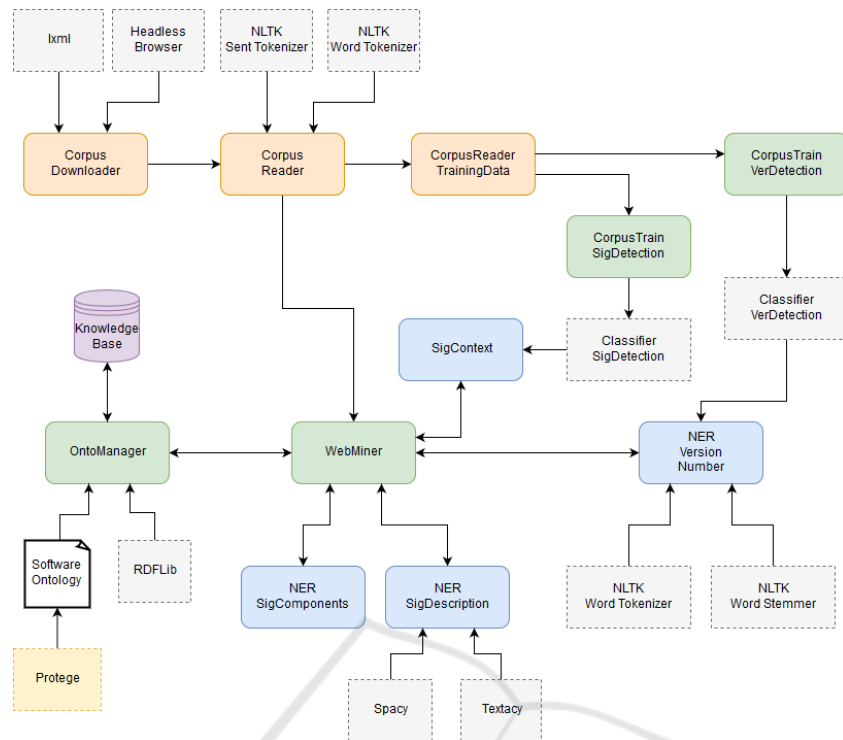 lxml
Headless
Browser
NLTK
Sent Tokenizer
NLTK
Word Tokenizer
Corpus
Downloader
Corpus
Reader
CorpusReader
TrainingData
CorpusTrain
VerDetection
CorpusTrain
SigDetection
Knowledge
Base
SigContext
Classifier
SigDetection
Classifier
VerDetection
OntoManager
WebMiner
NER
Version
Number
Software
Ontology
RDFLib
NER
SigComponents
NER
SigDescription
NLTK
Word Tokenizer
NLTK
Word Stemmer
Protege
Spacy
Textacy